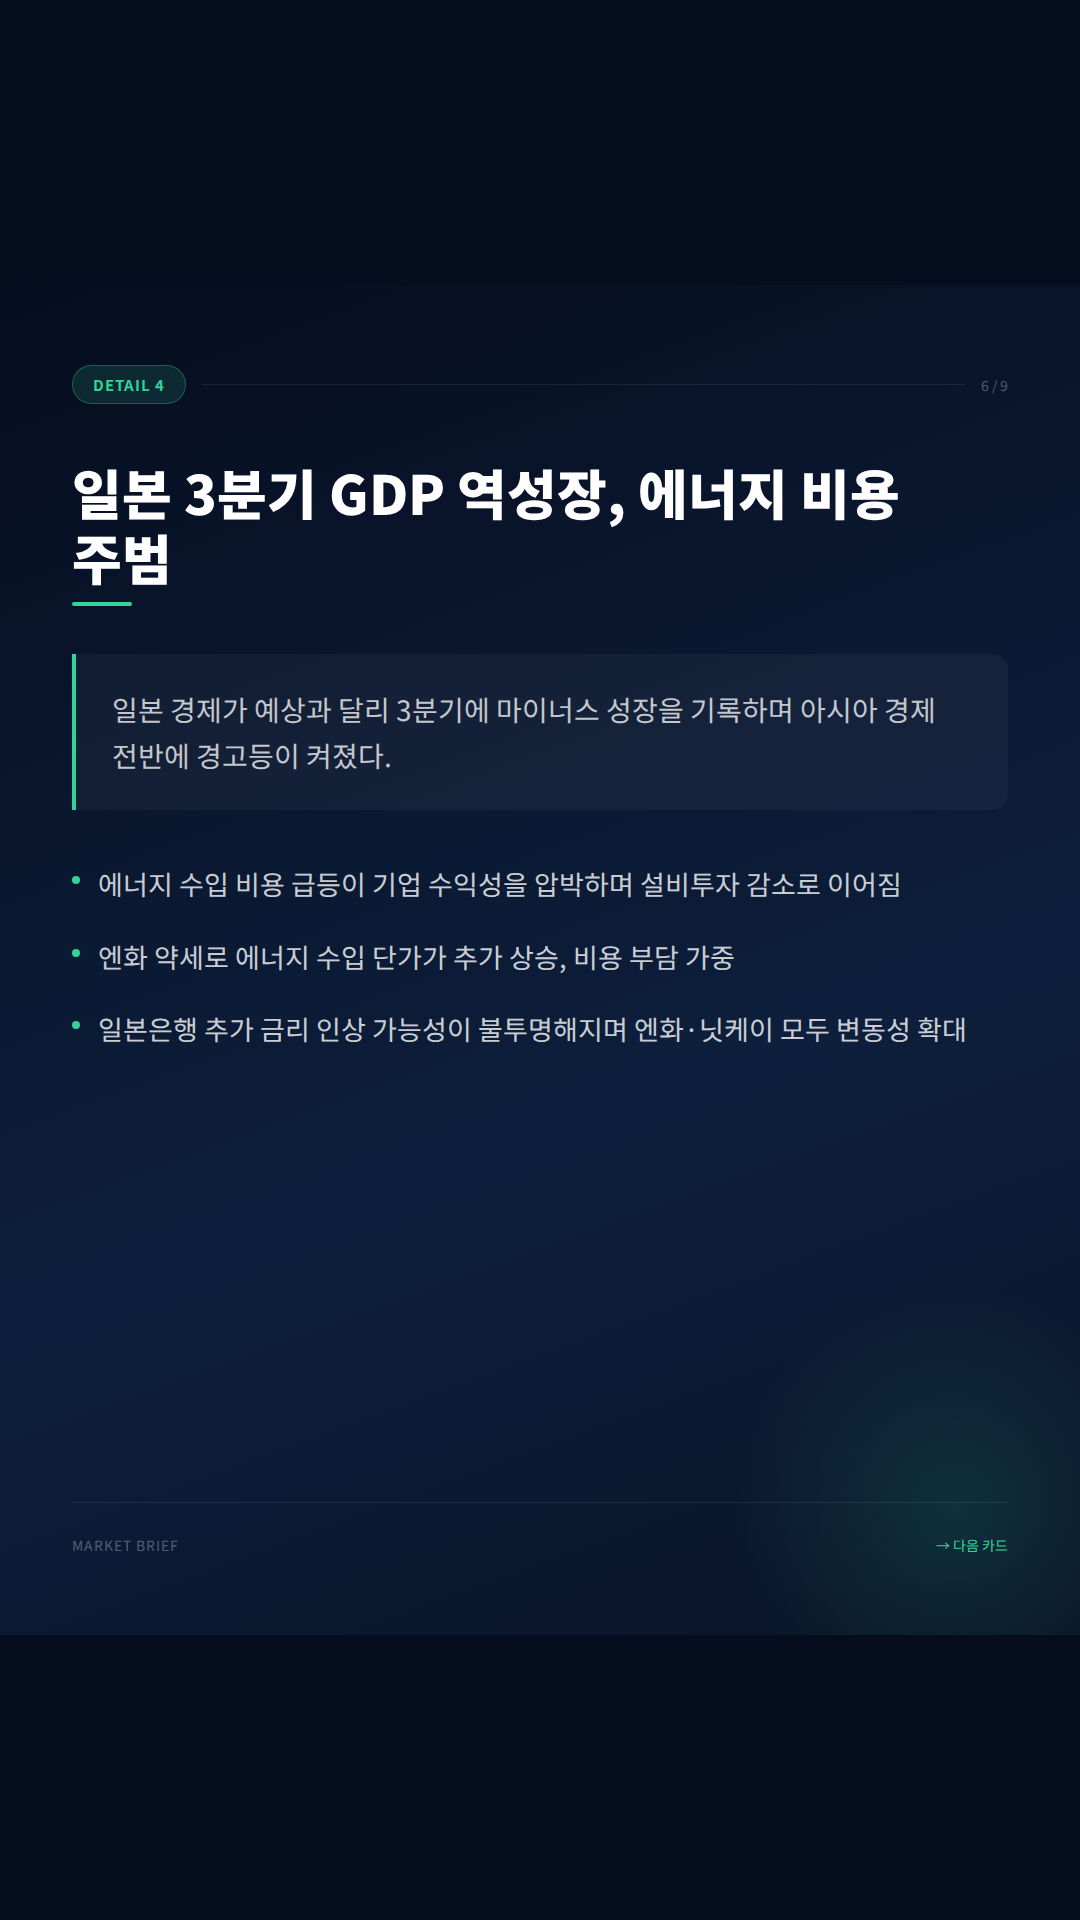 DETAIL 4
6 / 9
일본 3분기 GDP 역성장, 에너지 비용
주범
일본 경제가 예상과 달리 3분기에 마이너스 성장을 기록하며 아시아 경제
전반에 경고등이 켜졌다.
• 에너지 수입 비용 급등이 기업 수익성을 압박하며 설비투자 감소로 이어짐
• 엔화 약세로 에너지 수입 단가가 추가 상승, 비용 부담 가중
• 일본은행 추가 금리 인상 가능성이 불투명해지며 엔화·닛케이 모두 변동성 확대
MARKET BRIEF
→ 다음 카드